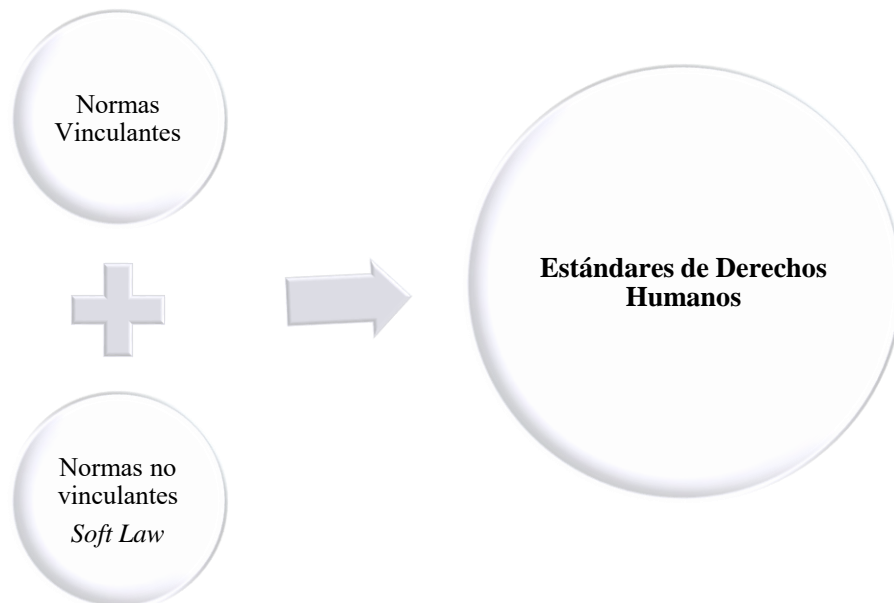 Normas
Vinculantes
Normas no
vinculantes
Soft Law
Estándares de Derechos
Humanos